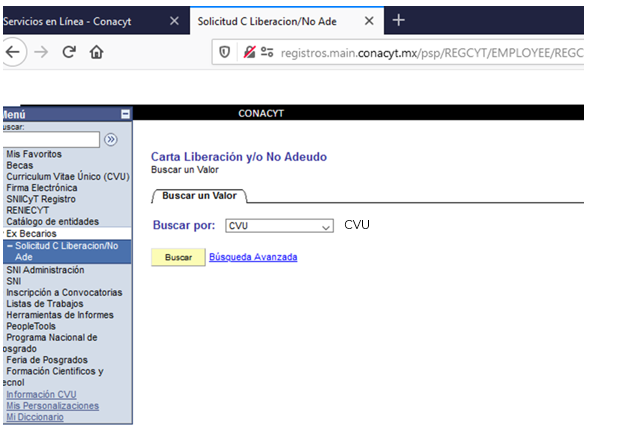 Servicios en Línea - Conacyt
Solicitud C Liberacion/No Ade
registros.main.conacyt.mx/psp/REGCYT/EMPLOYEE/REGC
CONACYT
Menú
uscar:
Mis Favoritos
Becas
Curriculum Vitae Único (CVU)
Firma Electrónica
SNIICyT Registro
RENIECYT
Catálogo de entidades
Ex Becarios
Solicitud C Liberacion/No
Ade
SNI Administración
SNI
Inscripción a Convocatorias
Listas de Trabajos
Herramientas de Informes
PeopleTools
Programa Nacional de
osgrado
Feria de Posgrados
Formación Cientificos y
ecnol
Información CVU
Mis Personalizaciones
Mi Diccionario
Carta Liberación y/o No Adeudo
Buscar un Valor
Buscar un Valor
Buscar por: CVU CVU
Buscar Búsqueda Avanzada